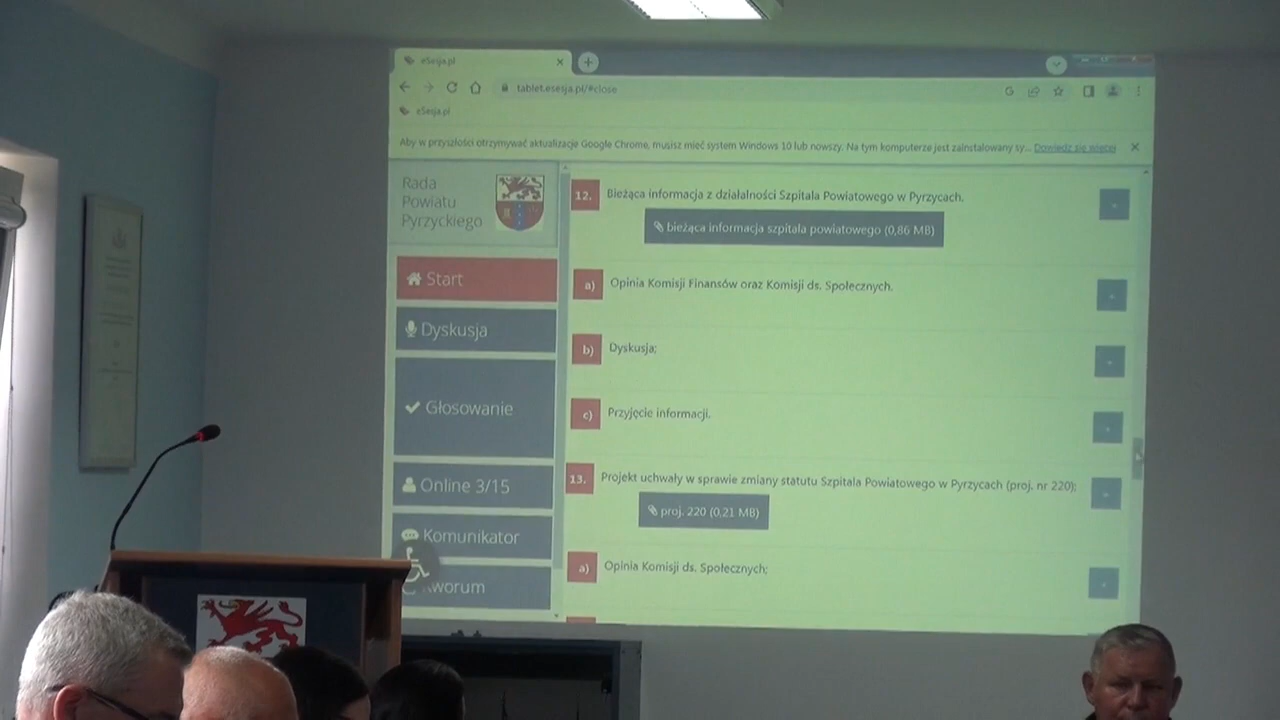 eSesja.pl
tablet.esesja.pl/#close
eSesja.pl
Aby w przyszłości otrzymywać aktualizacje Google Chrome, musisz mieć system Windows 10 lub nowszy. Na tym komputerze jest zainstalowany sy... Dowiedz się więcej
Rada
Powiatu
Pyrzyckiego
Start
Dyskusja
Głosowanie
Online 3/15
Komunikator
Kworum
12. Bieżąca informacja z działalności Szpitala Powiatowego w Pyrzycach.
bieżąca informacja szpitala powiatowego (0,86 MB)
a) Opinia Komisji Finansów oraz Komisji ds. Społecznych.
b) Dyskusja;
c) Przyjęcie informacji.
13. Projekt uchwały w sprawie zmiany statutu Szpitala Powiatowego w Pyrzycach (proj. nr 220);
proj. 220 (0,21 MB)
a) Opinia Komisji ds. Społecznych;